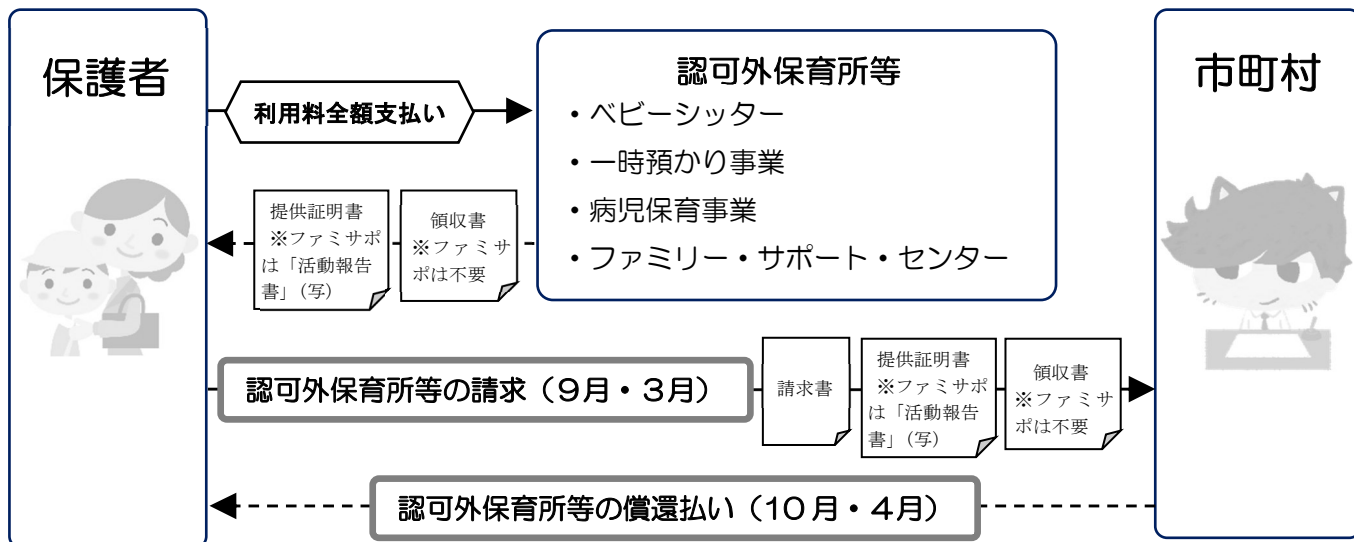 保護者
利用料全額支払い
認可外保育所等
・ベビーシッター
・一時預かり事業
・病児保育事業
・ファミリー・サポート・センター
市町村
提供証明書
※ファミサポ
は「活動報告
書」（写）
領収書
※ファミサ
ポは不要
認可外保育所等の請求（9月・3月）
請求書
提供証明書
※ファミサポ
は「活動報告
書」（写）
領収書
※ファミサ
ポは不要
認可外保育所等の償還払い（10月・4月）